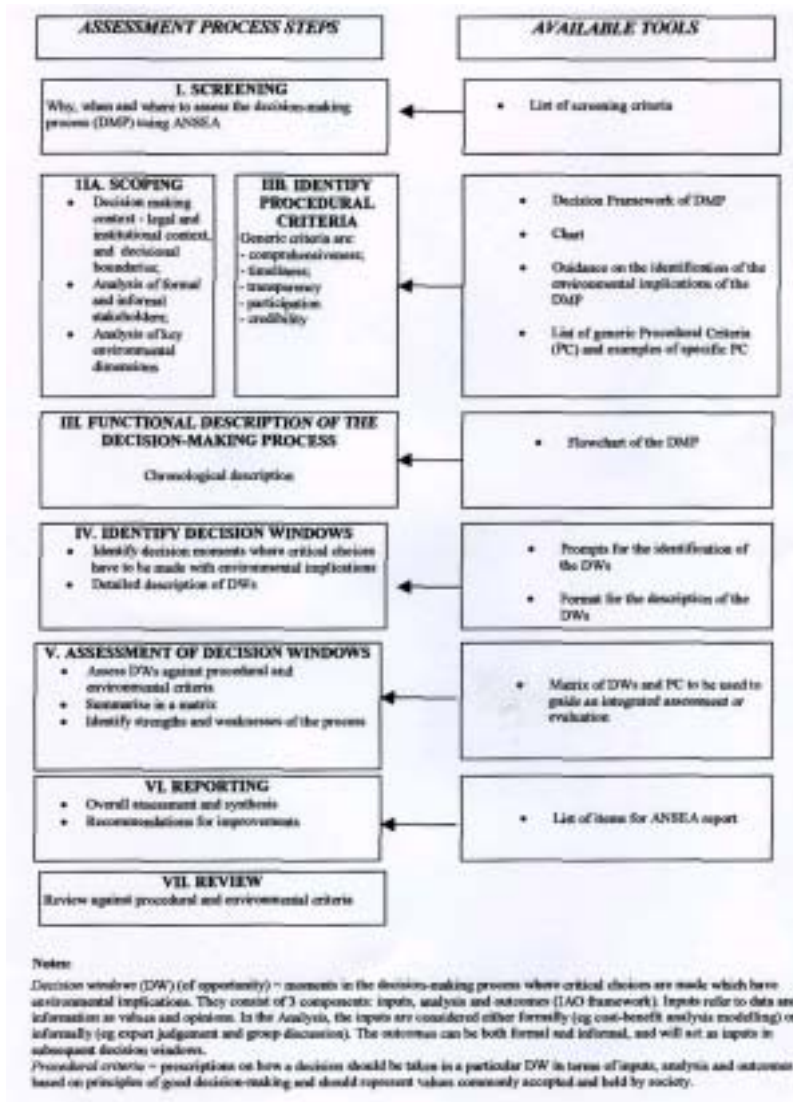 ASSESSMENT PROCESS STEPS
AVAILABLE TOOLS
I. SCREENING
Why, when and where to assess the decision-making
process (DMP) using ANSEA
• List of screening criteria
IIA. SCOPING
• Decision making
context - legal and
institutional context,
and decisional
boundaries;
• Analysis of formal
and informal
stakeholders;
• Analysis of key
environmental
dimensions
IIB. IDENTIFY
PROCEDURAL
CRITERIA
Generic criteria are:
- comprehensiveness;
- timeliness;
- transparency
- participation
- credibility
• Decision Framework of DMP
• Chart
• Guidance on the identification of the
environmental implications of the
DMP
• List of generic Procedural Criteria
(PC) and examples of specific PC
III. FUNCTIONAL DESCRIPTION OF THE
DECISION-MAKING PROCESS
Chronological description
• Flowchart of the DMP
IV. IDENTIFY DECISION WINDOWS
• Identify decision moments where critical choices
have to be made with environmental implications
• Detailed description of DWs
• Prompts for the identification of
the DWs
• Format for the description of the
DWs
V. ASSESSMENT OF DECISION WINDOWS
• Assess DWs against procedural and
environmental criteria
• Summarise in a matrix
• Identify strengths and weaknesses of the process
• Matrix of DWs and PC to be used to
guide an integrated assessment or
evaluation
VI. REPORTING
• Overall assessment and synthesis
• Recommendations for improvements
• List of items for ANSEA report
VII. REVIEW
Review against procedural and environmental criteria
Notes:
Decision windows (DW) (of opportunity) – moments in the decision-making process where critical choices are made which have
environmental implications. They consist of 3 components: inputs, analysis and outcomes (IAO framework). Inputs refer to data and
information as values and opinions. In the Analysis, the inputs are considered either formally (eg cost-benefit analysis modelling) or
informally (eg expert judgement and group discussion). The outcomes can be both formal and informal, and will act as inputs in
subsequent decision windows.
Procedural criteria – prescriptions on how a decision should be taken in a particular DW in terms of inputs, analysis and outcomes
based on principles of good decision-making and should represent values commonly accepted and held by society.